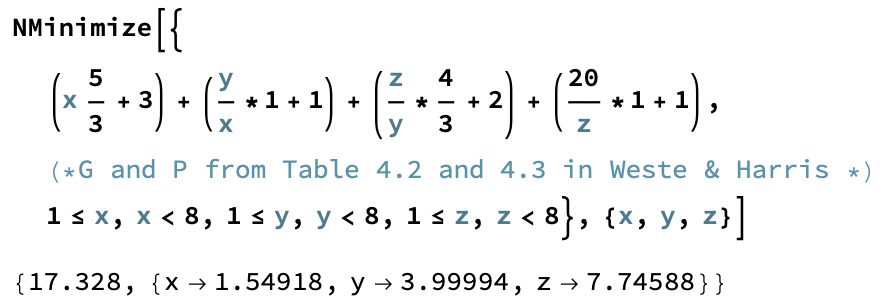 NMinimize[{
(x 5/3 + 3) + (y/x * 1 + 1) + (z/y * 4/3 + 2) + (20/z * 1 + 1),
(*G and P from Table 4.2 and 4.3 in Weste & Harris *)
1 ≤ x, x < 8, 1 ≤ y, y < 8, 1 ≤ z, z < 8}, {x, y, z}]
{17.328, {x → 1.54918, y → 3.99994, z → 7.74588}}